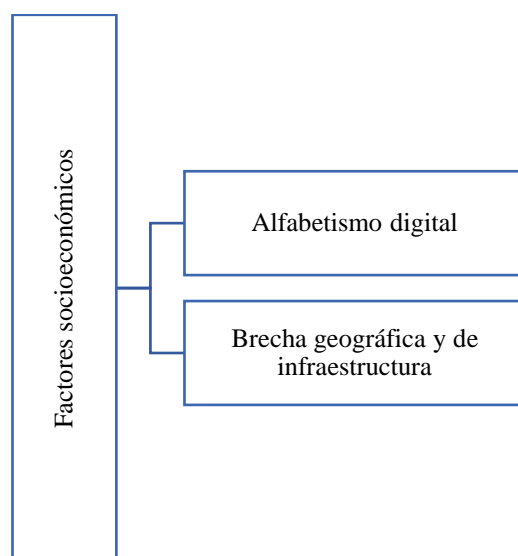 Factores socioeconómicos
Alfabetismo digital
Brecha geográfica y de
infraestructura